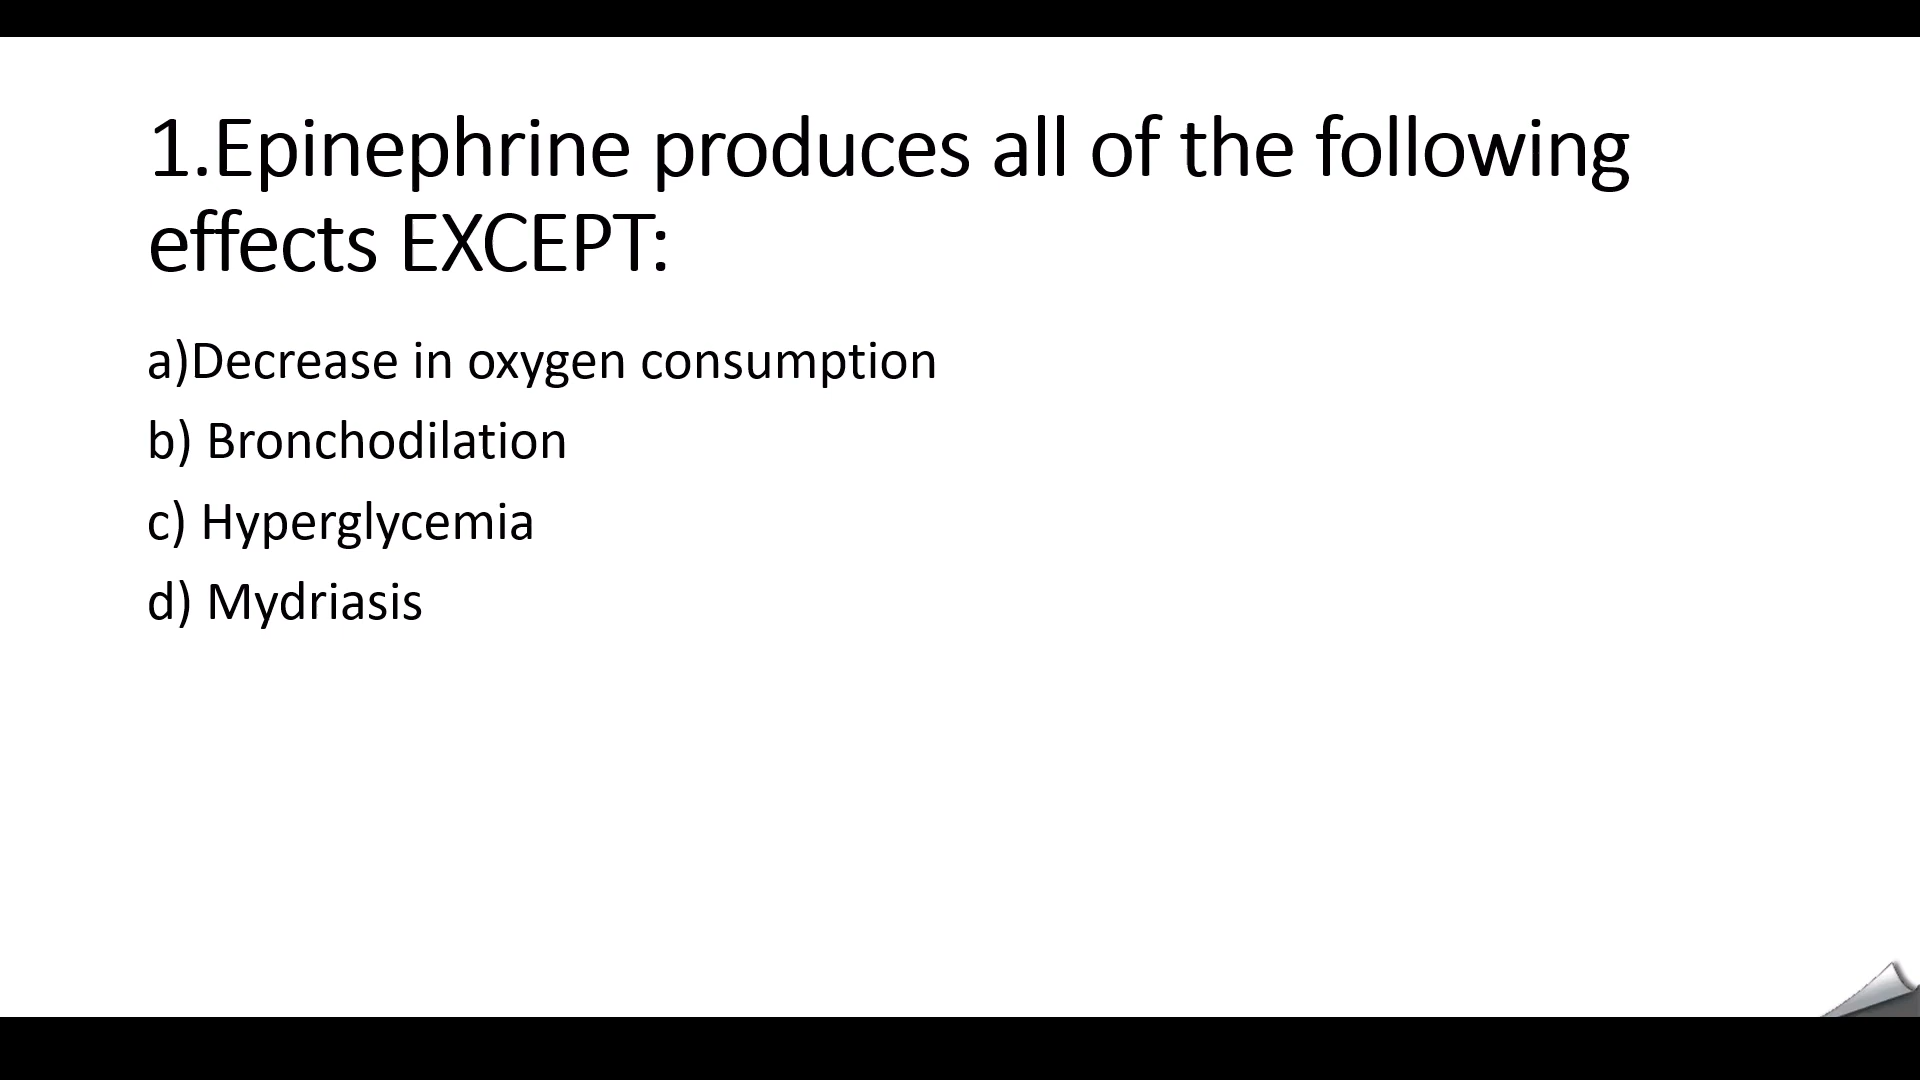 1.Epinephrine produces all of the following
effects EXCEPT:
a)Decrease in oxygen consumption
b) Bronchodilation
c) Hyperglycemia
d) Mydriasis